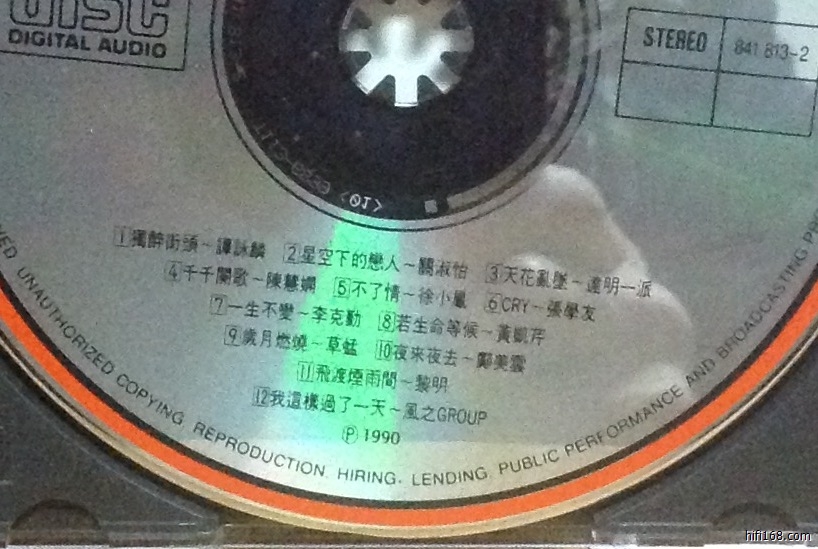 DISC
DIGITAL AUDIO
STEREO 841 813-2
<01>
1獨醉街頭~譚詠麟 2星空下的戀人~關淑怡 3天花亂墜~達明一派
4千千闋歌~陳慧嫻 5不了情~徐小鳳 6CRY~張學友
7一生不變~李克勤 8若生命等候~黃凱芹
9歲月燃燒~草蜢 10夜來夜去~鄺美雲
11飛渡煙雨間~黎明
12我這樣過了一天~風之GROUP
Ⓟ 1990
UNAUTHORIZED COPYING, REPRODUCTION, HIRING, LENDING, PUBLIC PERFORMANCE AND BROADCASTING
hifi168.com